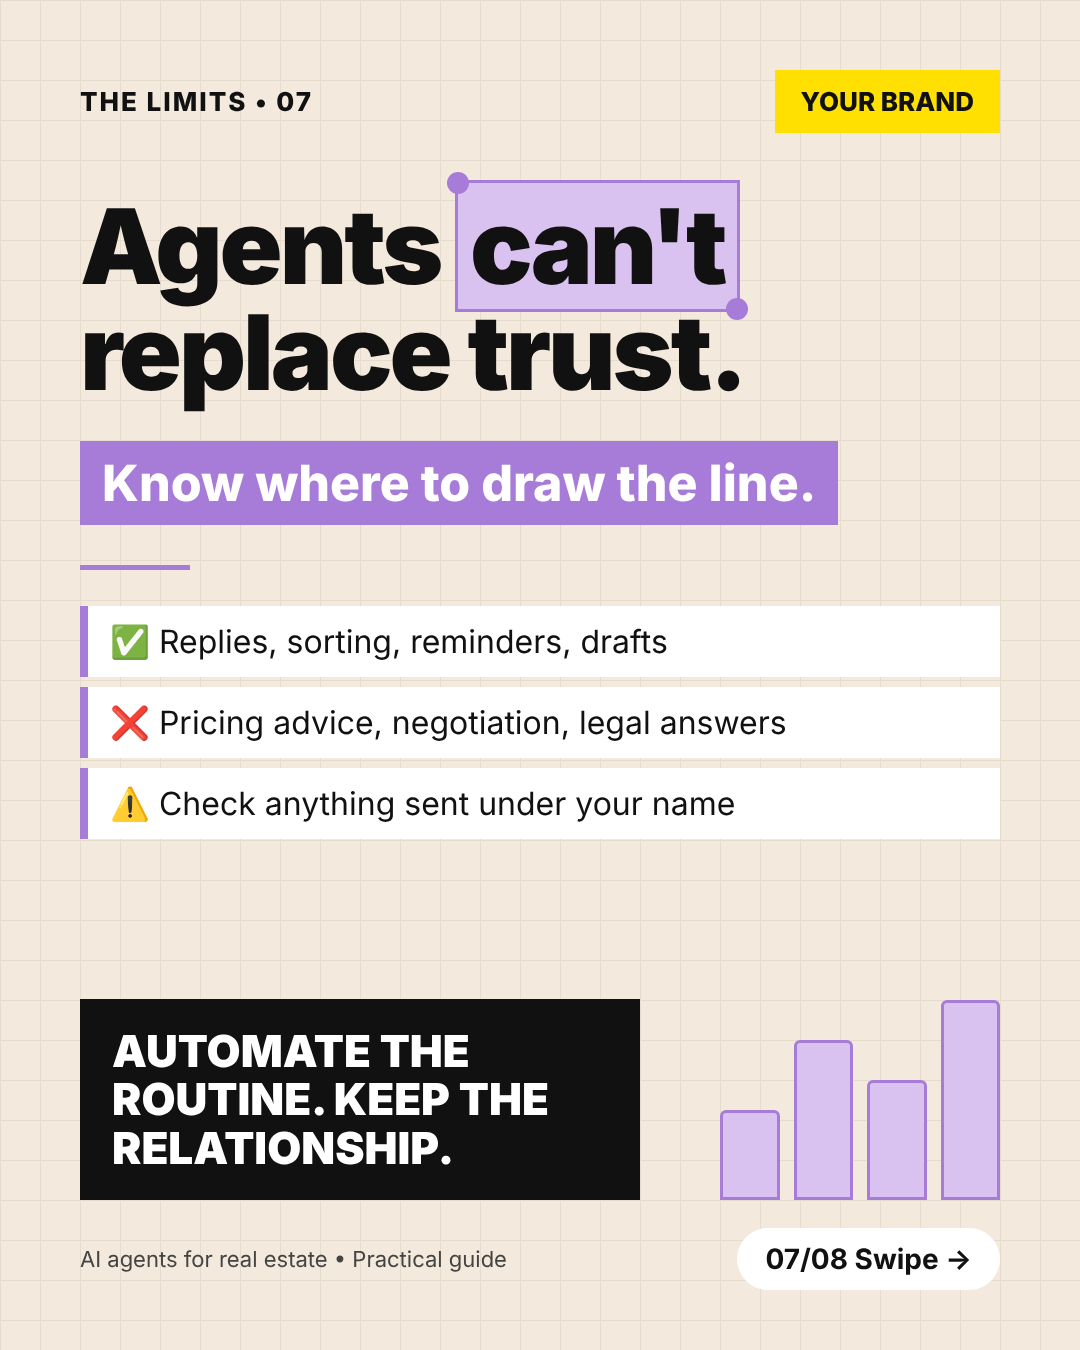 THE LIMITS • 07
YOUR BRAND
Agents can't
replace trust.
Know where to draw the line.
✅ Replies, sorting, reminders, drafts
❌ Pricing advice, negotiation, legal answers
⚠️ Check anything sent under your name
AUTOMATE THE
ROUTINE. KEEP THE
RELATIONSHIP.
AI agents for real estate • Practical guide
07/08 Swipe →